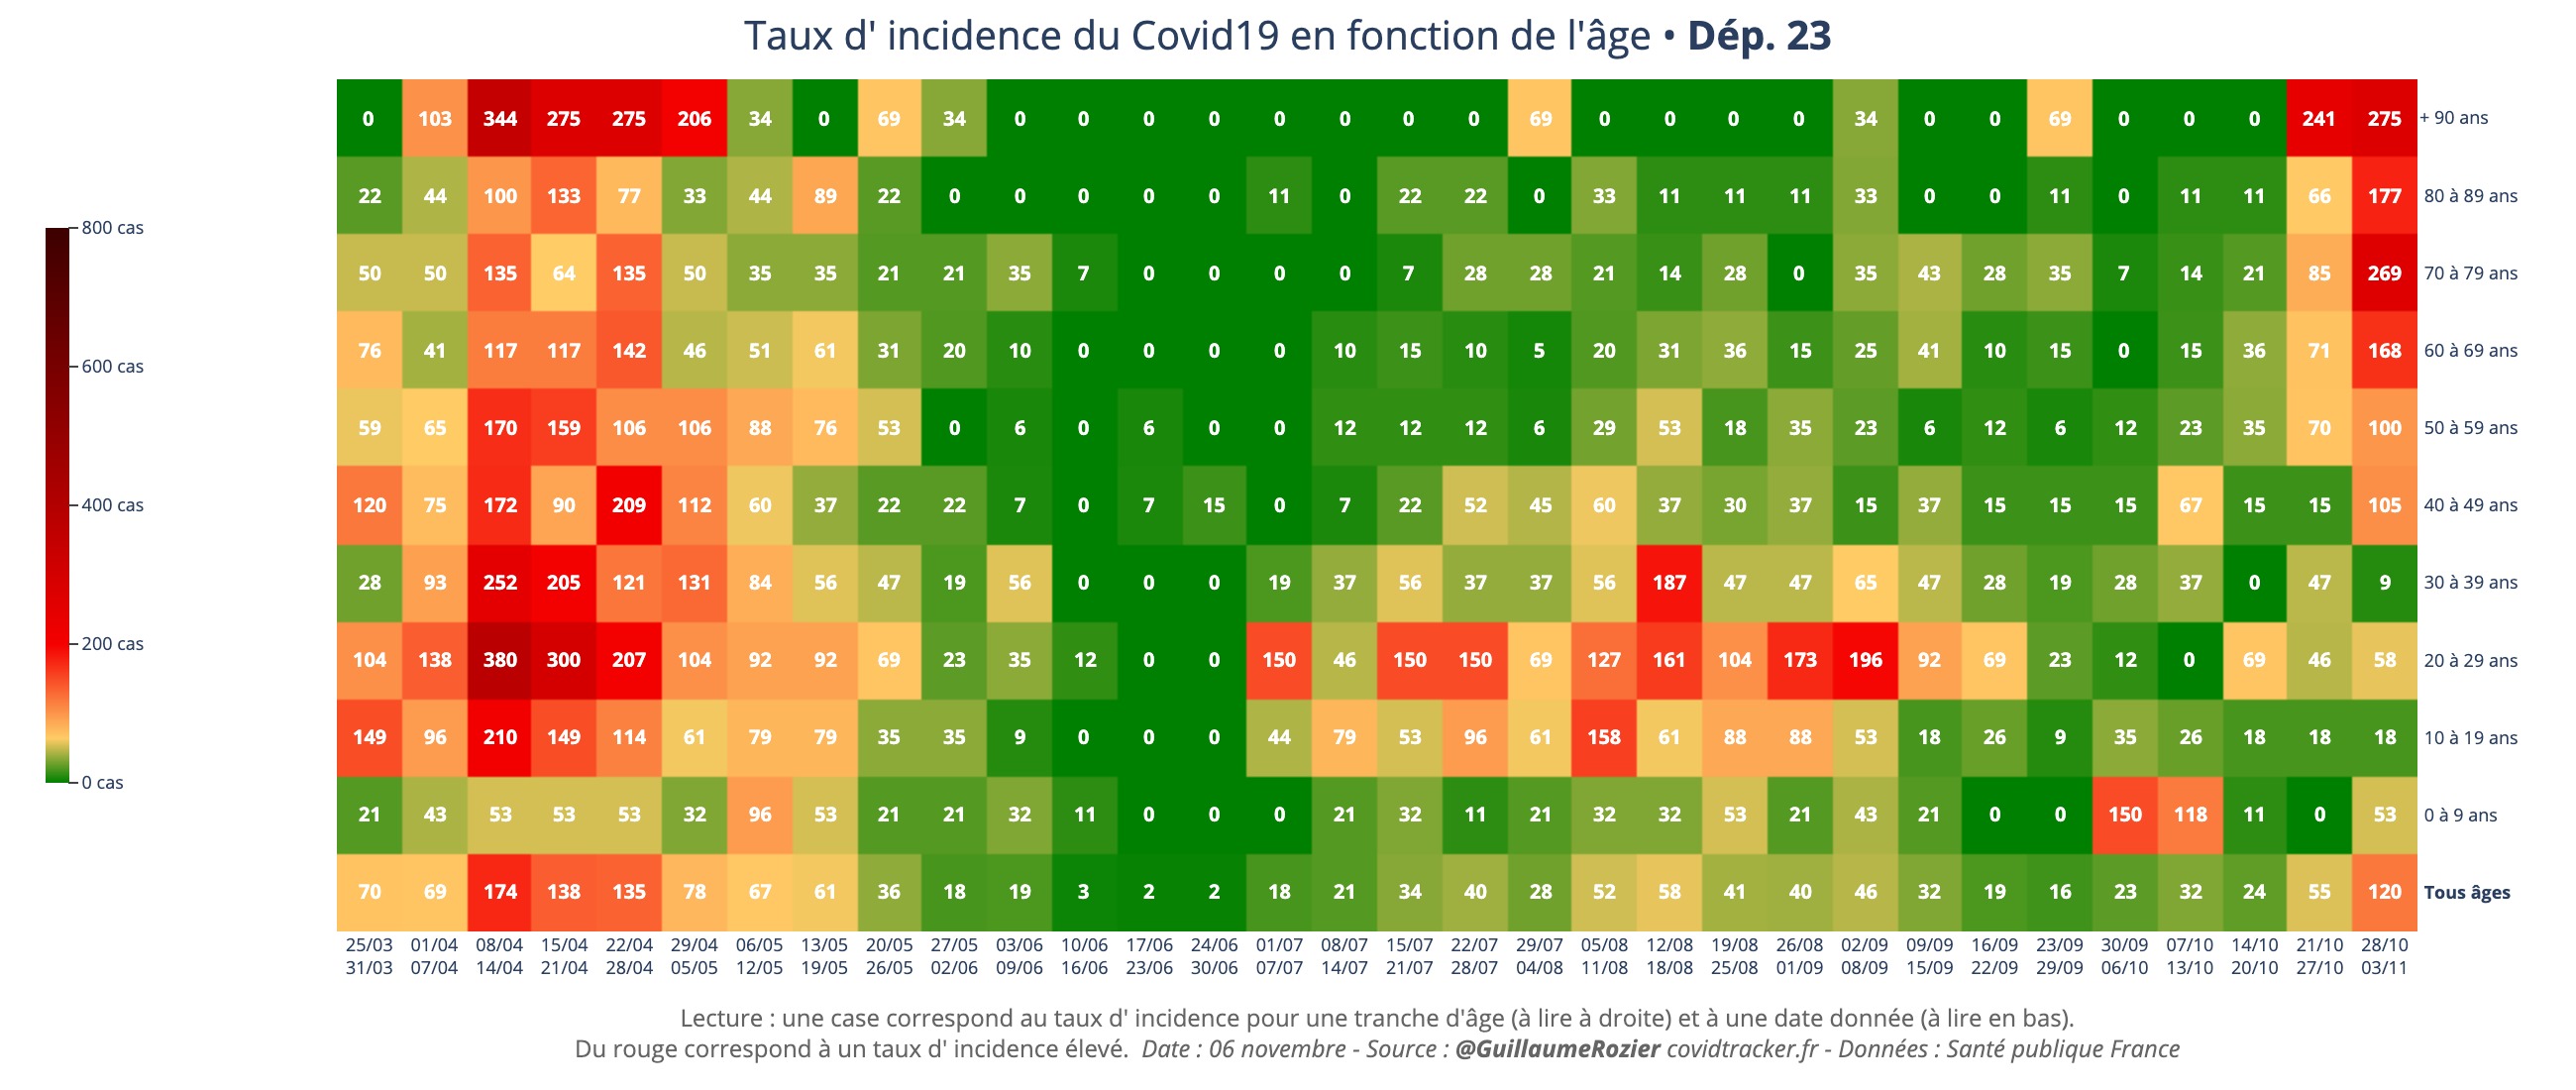 Taux d' incidence du Covid19 en fonction de l'âge • Dép. 23
800 cas
600 cas
400 cas
200 cas
0 cas
0 103 344 275 275 206 34 0 69 34 0 0 0 0 0 0 0 0 69 0 0 0 0 34 0 0 69 0 0 0 241 275 + 90 ans
22 44 100 133 77 33 44 89 22 0 0 0 0 0 11 0 22 22 0 33 11 11 11 33 0 0 11 0 11 11 66 177 80 à 89 ans
50 50 135 64 135 50 35 35 21 21 35 7 0 0 0 0 7 28 28 21 14 28 0 35 43 28 35 7 14 21 85 269 70 à 79 ans
76 41 117 117 142 46 51 61 31 20 10 0 0 0 0 10 15 10 5 20 31 36 15 25 41 10 15 0 15 36 71 168 60 à 69 ans
59 65 170 159 106 106 88 76 53 0 6 0 6 0 0 12 12 12 6 29 53 18 35 23 6 12 6 12 23 35 70 100 50 à 59 ans
120 75 172 90 209 112 60 37 22 22 7 0 7 15 0 7 22 52 45 60 37 30 37 15 37 15 15 15 67 15 15 105 40 à 49 ans
28 93 252 205 121 131 84 56 47 19 56 0 0 0 19 37 56 37 37 56 187 47 47 65 47 28 19 28 37 0 47 9 30 à 39 ans
104 138 380 300 207 104 92 92 69 23 35 12 0 0 150 46 150 150 69 127 161 104 173 196 92 69 23 12 0 69 46 58 20 à 29 ans
149 96 210 149 114 61 79 79 35 35 9 0 0 0 44 79 53 96 61 158 61 88 88 53 18 26 9 35 26 18 18 18 10 à 19 ans
21 43 53 53 53 32 96 53 21 21 32 11 0 0 0 21 32 11 21 32 32 53 21 43 21 0 0 150 118 11 0 53 0 à 9 ans
70 69 174 138 135 78 67 61 36 18 19 3 2 2 18 21 34 40 28 52 58 41 40 46 32 19 16 23 32 24 55 120 Tous âges
25/03 01/04 08/04 15/04 22/04 29/04 06/05 13/05 20/05 27/05 03/06 10/06 17/06 24/06 01/07 08/07 15/07 22/07 29/07 05/08 12/08 19/08 26/08 02/09 09/09 16/09 23/09 30/09 07/10 14/10 21/10 28/10
31/03 07/04 14/04 21/04 28/04 05/05 12/05 19/05 26/05 02/06 09/06 16/06 23/06 30/06 07/07 14/07 21/07 28/07 04/08 11/08 18/08 25/08 01/09 08/09 15/09 22/09 29/09 06/10 13/10 20/10 27/10 03/11
Lecture : une case correspond au taux d' incidence pour une tranche d'âge (à lire à droite) et à une date donnée (à lire en bas).
Du rouge correspond à un taux d' incidence élevé. Date : 06 novembre - Source : @GuillaumeRozier covidtracker.fr - Données : Santé publique France